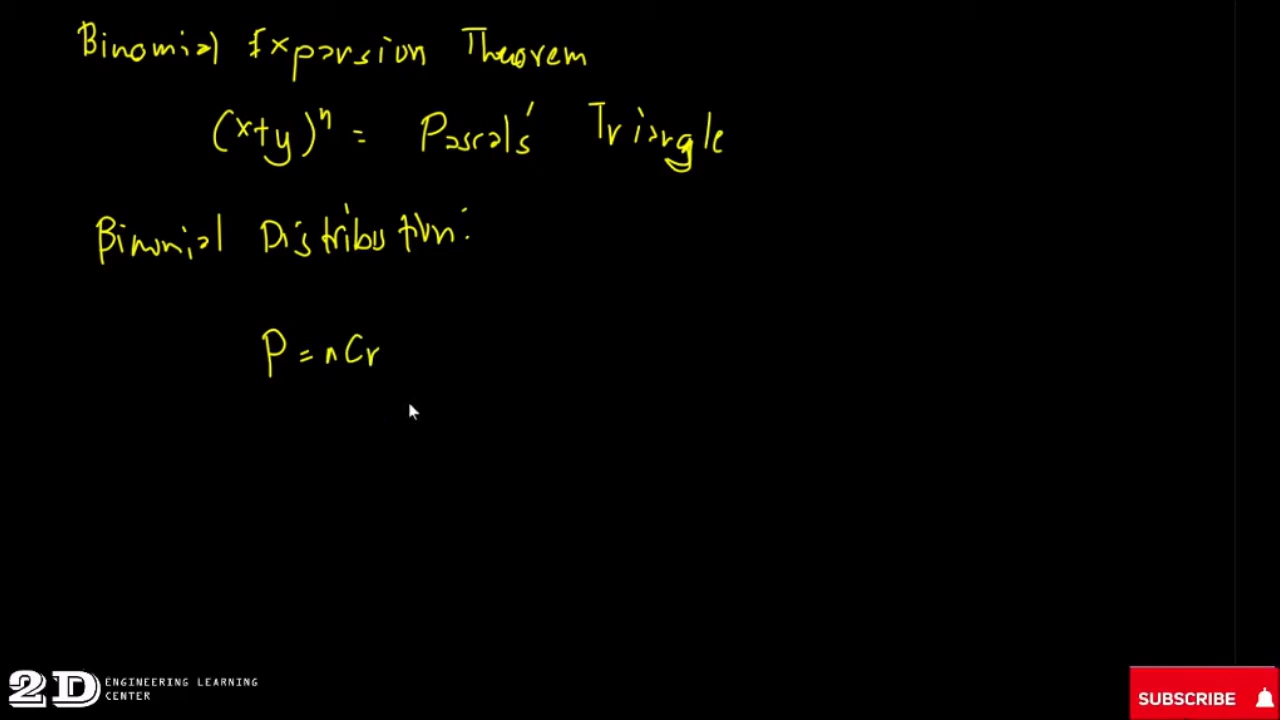 Binomial Expansion Theorem
(x+y)ⁿ = Pascals' Triangle
Binomial Distribution:
P = nCr
2D ENGINEERING LEARNING
CENTER
SUBSCRIBE